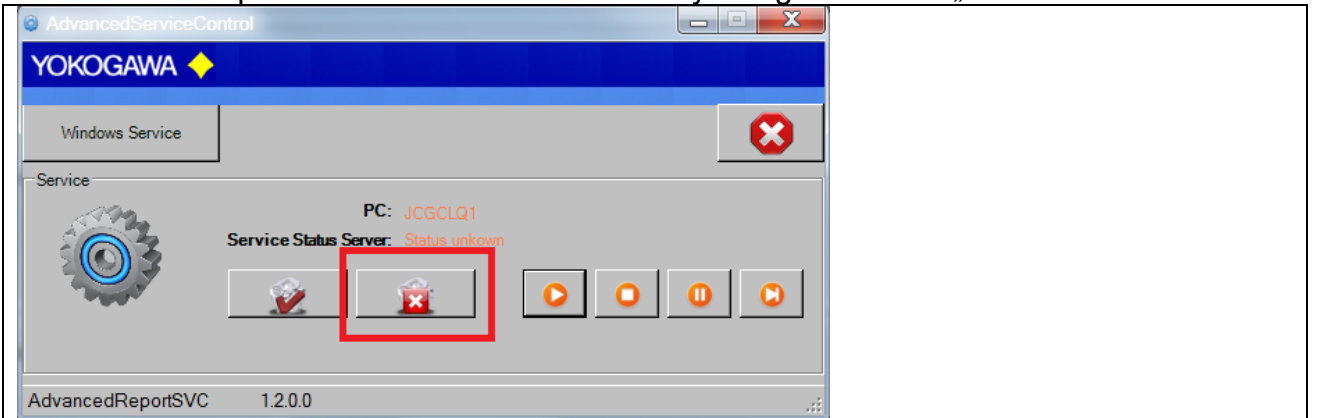 AdvancedServiceControl
YOKOGAWA
Windows Service
Service
PC: JCGCLQ1
Service Status Server: Status unkown
AdvancedReportSVC 1.2.0.0